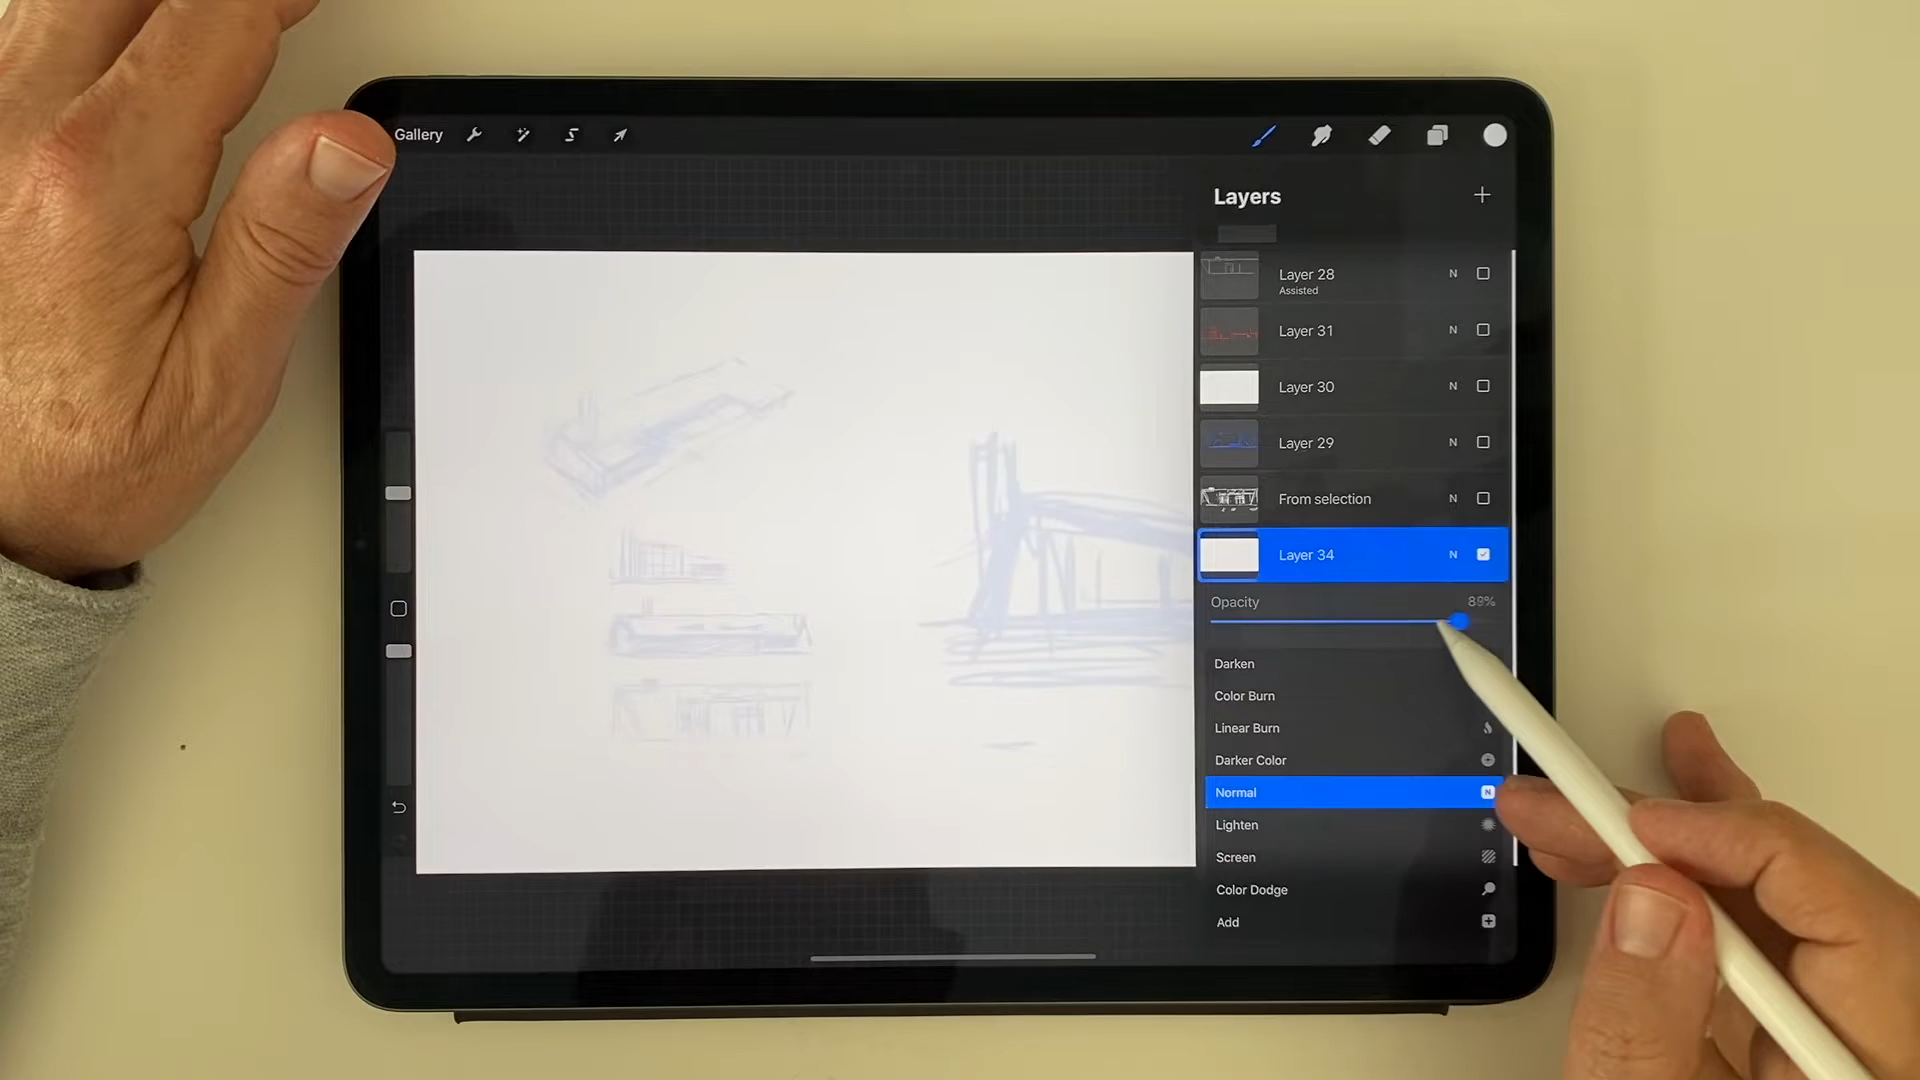 Gallery
Layers
Layer 28 N
Assisted
Layer 31 N
Layer 30 N
Layer 29 N
From selection N
Layer 34 N
Opacity
Darken
Color Burn
Linear Burn
Darker Color
Normal N
Lighten
Screen
Color Dodge
Add